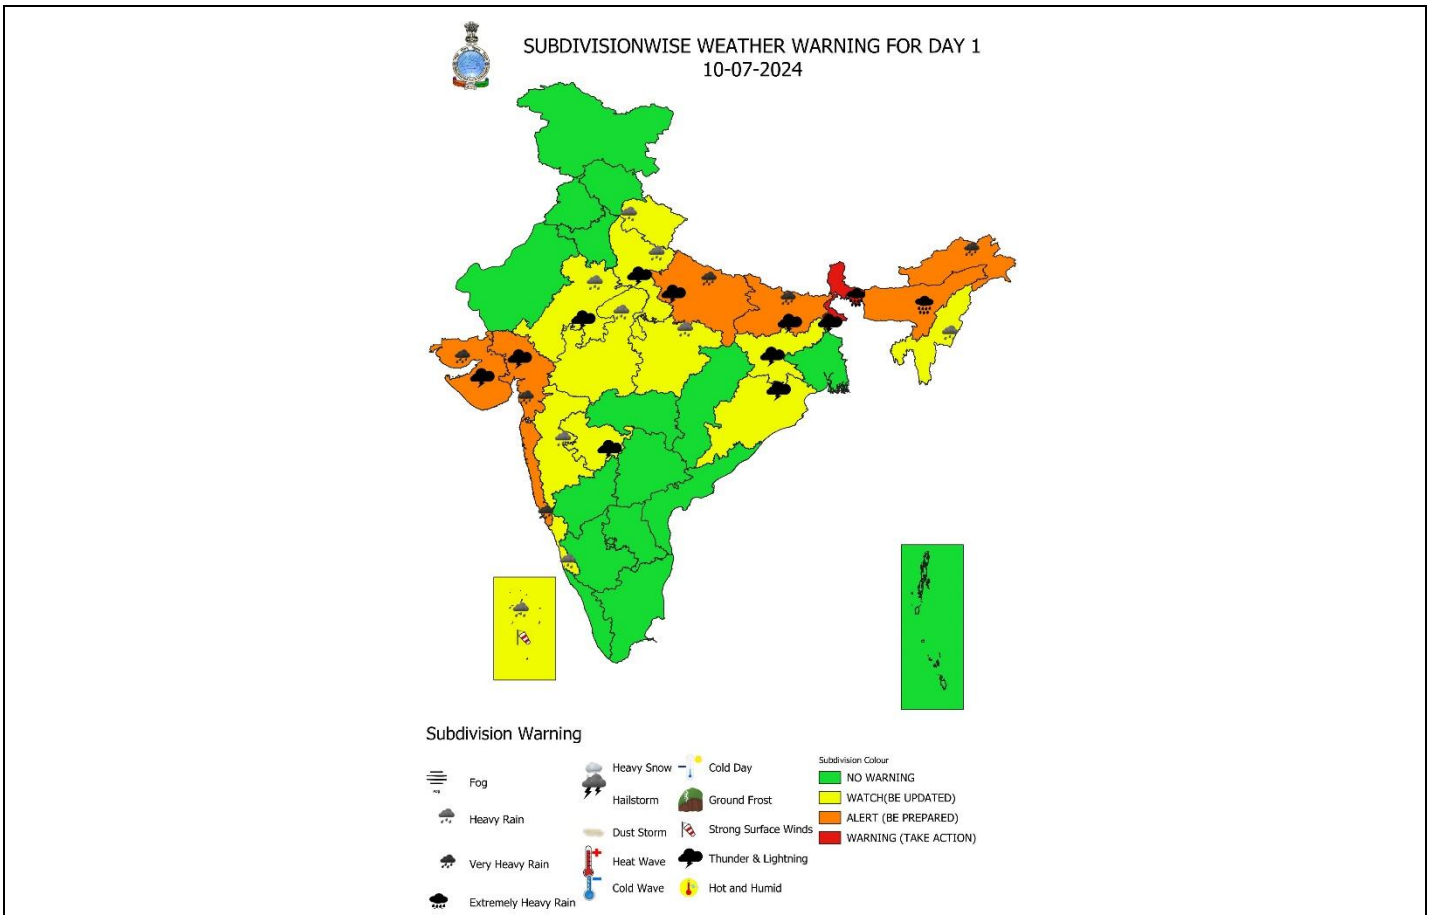 SUBDIVISIONWISE WEATHER WARNING FOR DAY 1
10-07-2024
Subdivision Warning
Fog
Heavy Rain
Very Heavy Rain
Extremely Heavy Rain
Heavy Snow
Hailstorm
Dust Storm
Heat Wave
Cold Wave
Cold Day
Ground Frost
Strong Surface Winds
Thunder & Lightning
Hot and Humid
Subdivision Colour
NO WARNING
WATCH(BE UPDATED)
ALERT (BE PREPARED)
WARNING (TAKE ACTION)
FOG